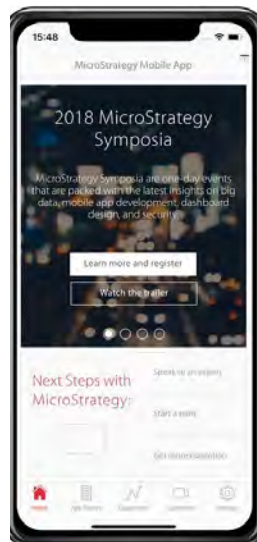 15:48
MicroStrategy Mobile App
2018 MicroStrategy
Symposia
MicroStrategy Symposia are one-day events
that are packed with the latest insights on big
data, mobile app development, dashboard
design, and security.
Learn more and register
Watch the trailer
Next Steps with
MicroStrategy:
Speak to an expert
Start a
Home